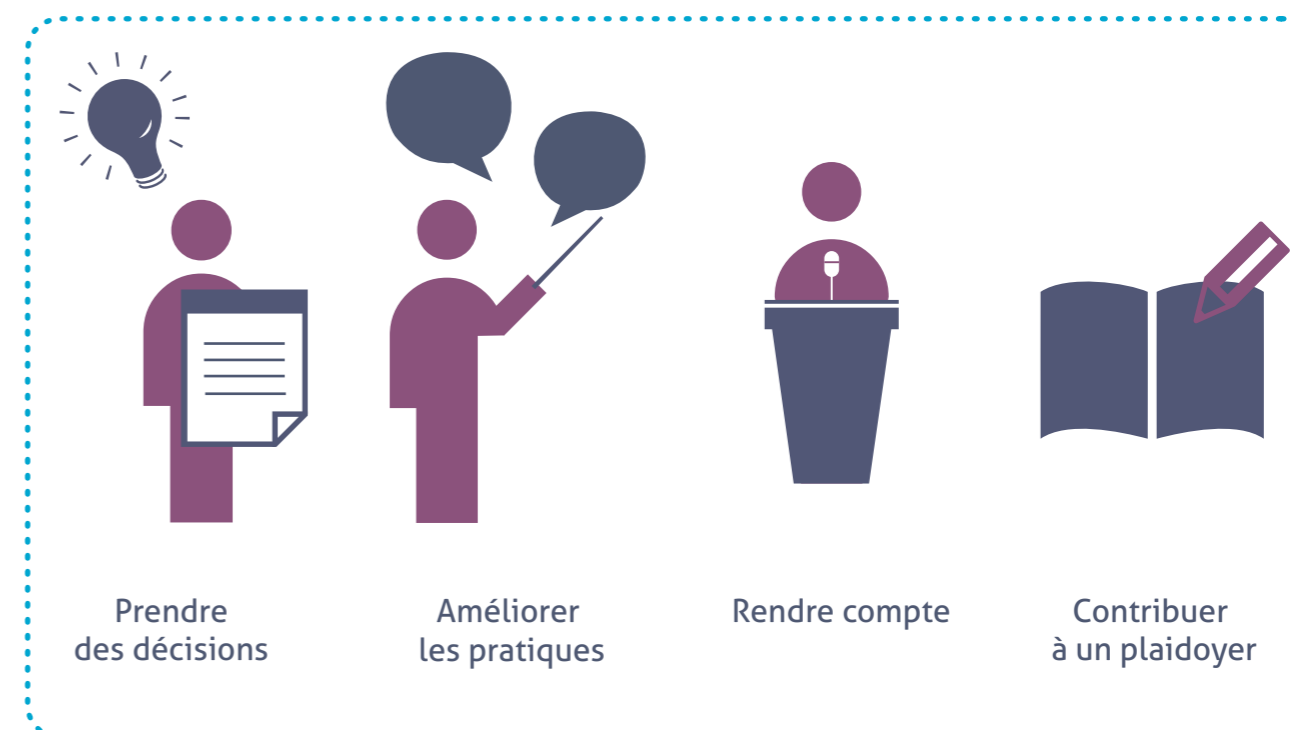 Prendre
des décisions
Améliorer
les pratiques
Rendre compte
Contribuer
à un plaidoyer